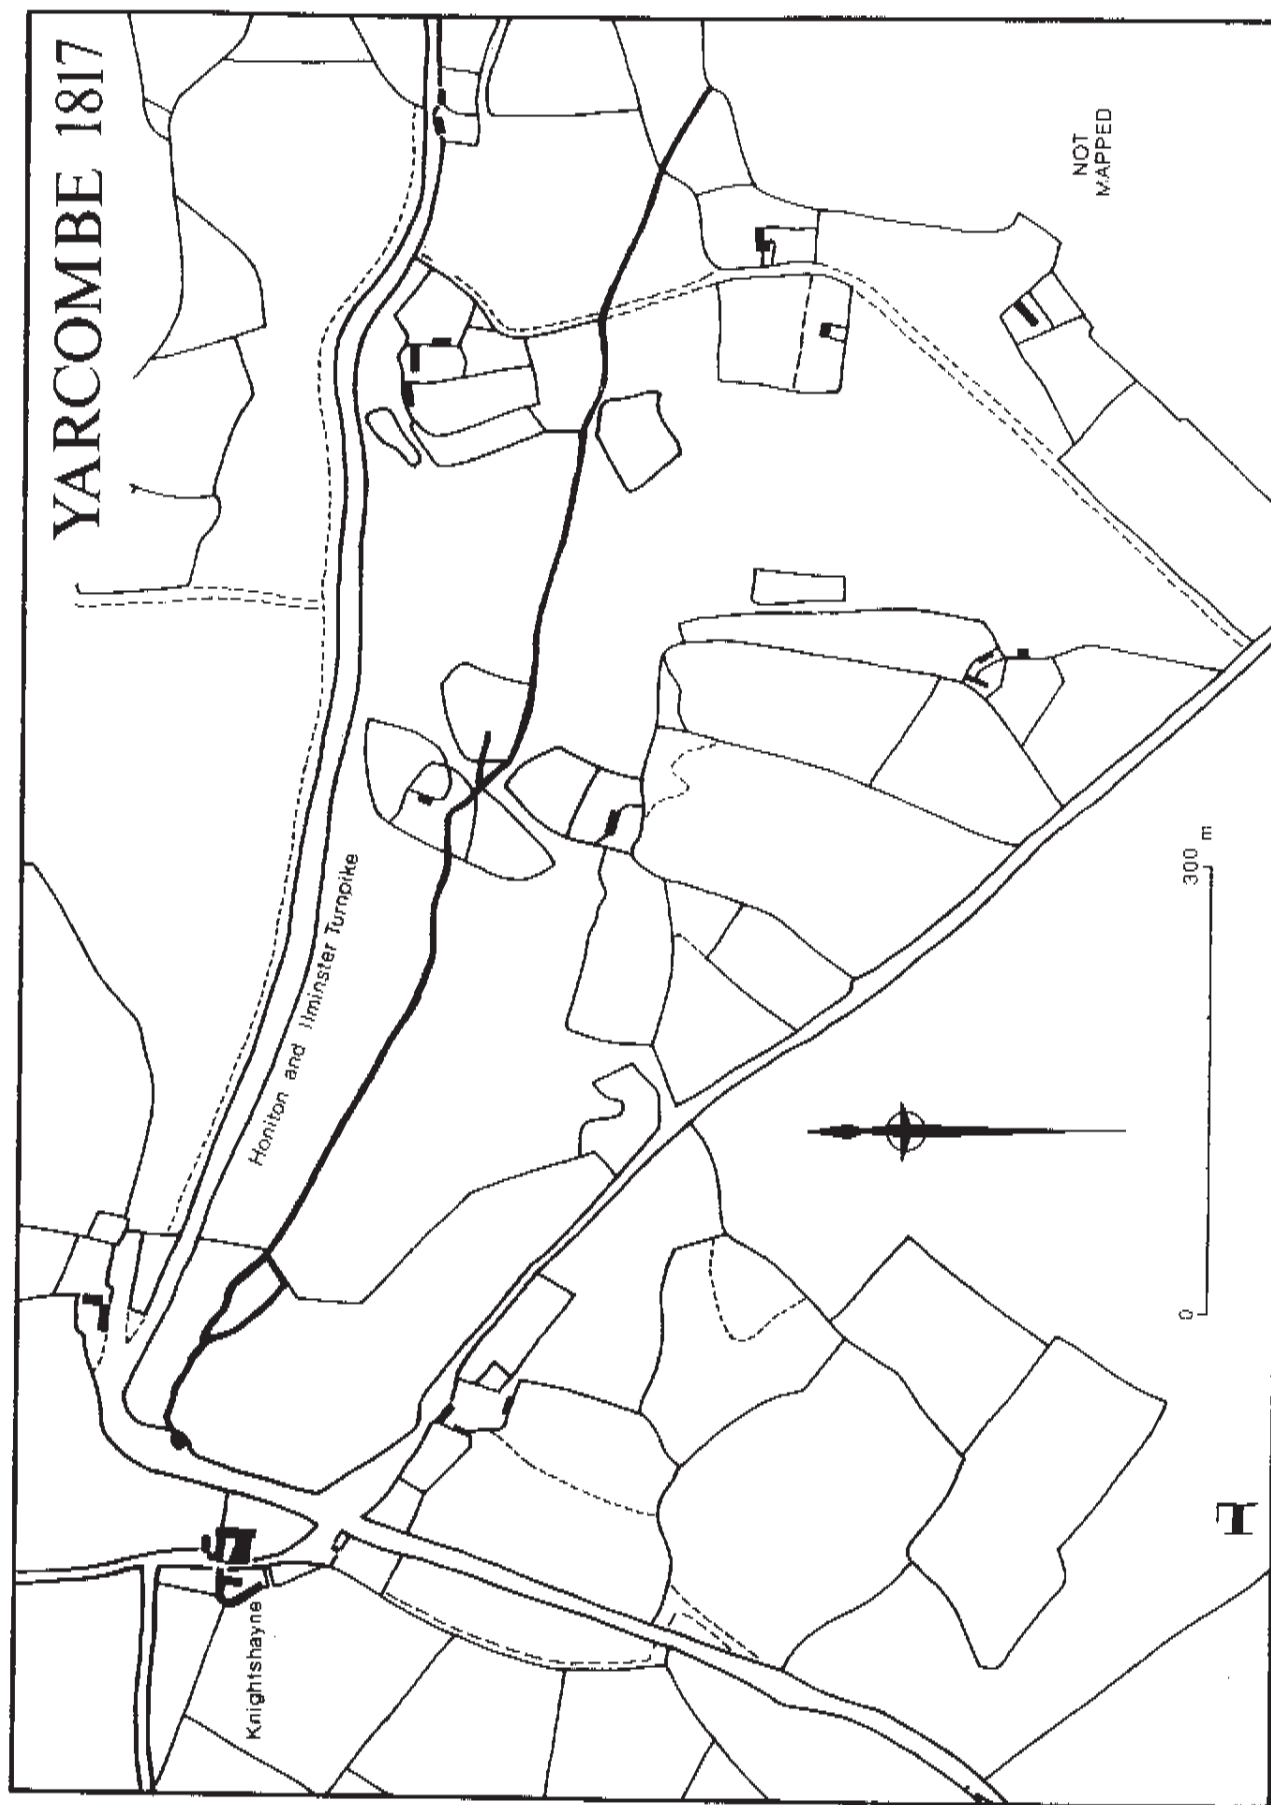 YARCOMBE 1817
Honiton and Ilminster Turnpike
Knightshayne
NOT
MAPPED
0 300 m
H